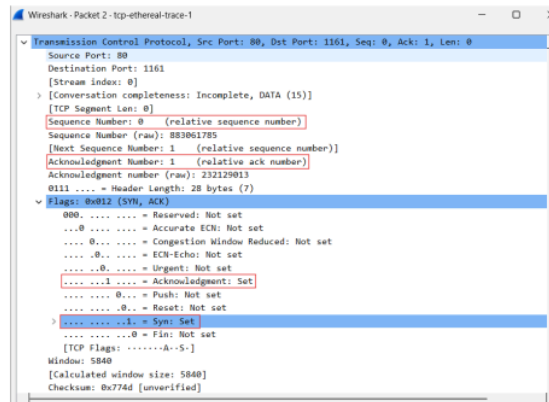 Wireshark · Packet 2 · tcp-ethereal-trace-1
Transmission Control Protocol, Src Port: 80, Dst Port: 1161, Seq: 0, Ack: 1, Len: 0
Source Port: 80
Destination Port: 1161
[Stream index: 0]
[Conversation completeness: Incomplete, DATA (15)]
[TCP Segment Len: 0]
Sequence Number: 0    (relative sequence number)
Sequence Number (raw): 883061785
[Next Sequence Number: 1    (relative sequence number)]
Acknowledgment Number: 1    (relative ack number)
Acknowledgment number (raw): 232129013
0111 .... = Header Length: 28 bytes (7)
Flags: 0x012 (SYN, ACK)
000. .... .... = Reserved: Not set
...0 .... .... = Accurate ECN: Not set
.... 0... .... = Congestion Window Reduced: Not set
.... .0.. .... = ECN-Echo: Not set
.... ..0. .... = Urgent: Not set
.... ...1 .... = Acknowledgment: Set
.... .... 0... = Push: Not set
.... .... .0.. = Reset: Not set
.... .... ..1. = Syn: Set
.... .... ...0 = Fin: Not set
[TCP Flags: ·······A··S·]
Window: 5840
[Calculated window size: 5840]
Checksum: 0x774d [unverified]